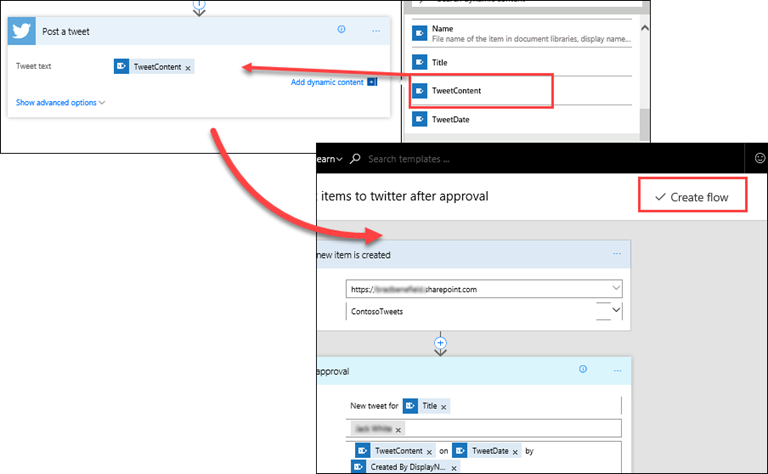 Post a tweet
Tweet text
TweetContent x
Add dynamic content
Show advanced options
Name
File name of the item in document libraries, display name...
Title
TweetContent
TweetDate
earn
Search templates ...
items to twitter after approval
Create flow
new item is created
https:// sharepoint.com
ContosoTweets
approval
New tweet for Title x
x
TweetContent x on TweetDate x by
Created By DisplayN... x